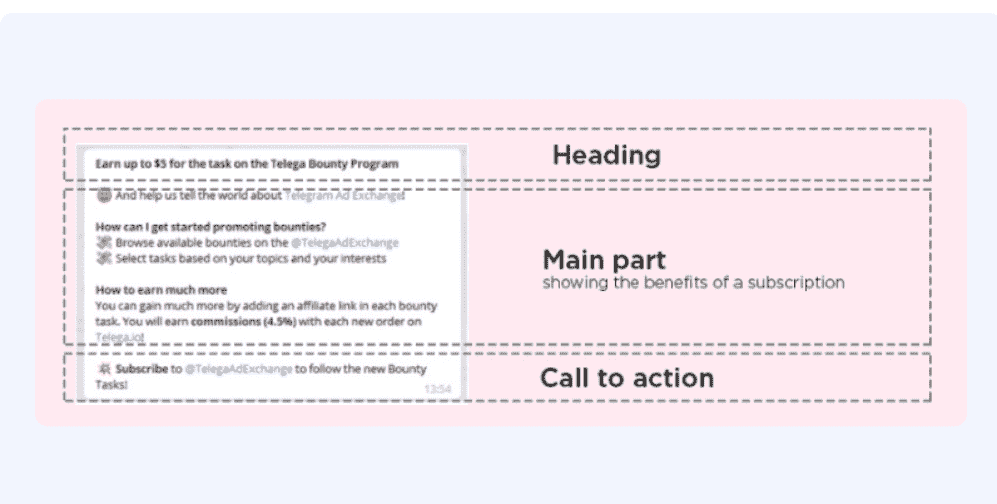 Earn up to $5 for the task on the Telega Bounty Program
Heading
And help us tell the world about Telegram Ad Exchange!
How can I get started promoting bounties?
Browse available bounties on the @TelegaAdExchange
Select tasks based on your topics and your interests
Main part
showing the benefits of a subscription
How to earn much more
You can gain much more by adding an affiliate link in each bounty
task. You will earn commissions (4.5%) with each new order on
Telega.io!
Subscribe to @TelegaAdExchange to follow the new Bounty
Tasks!
13:54
Call to action